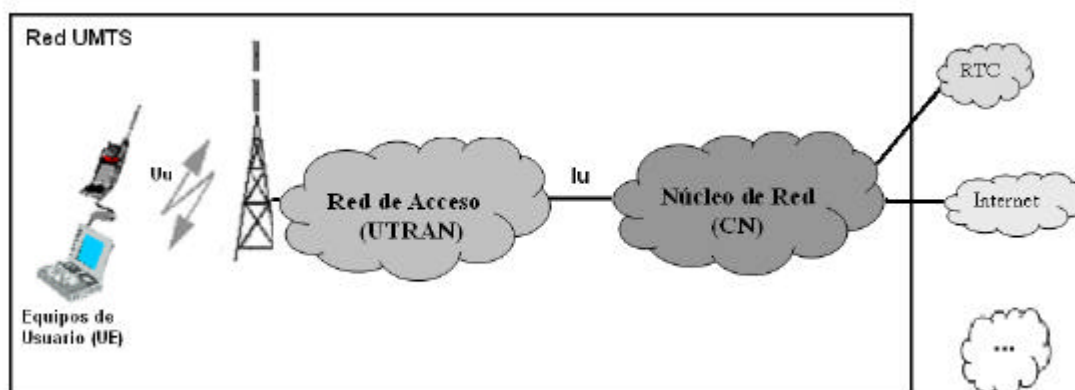 Red UMTS
Uu
Equipos de
Usuario (UE)
Red de Acceso
(UTRAN)
Iu
Núcleo de Red
(CN)
RTC
Internet
...